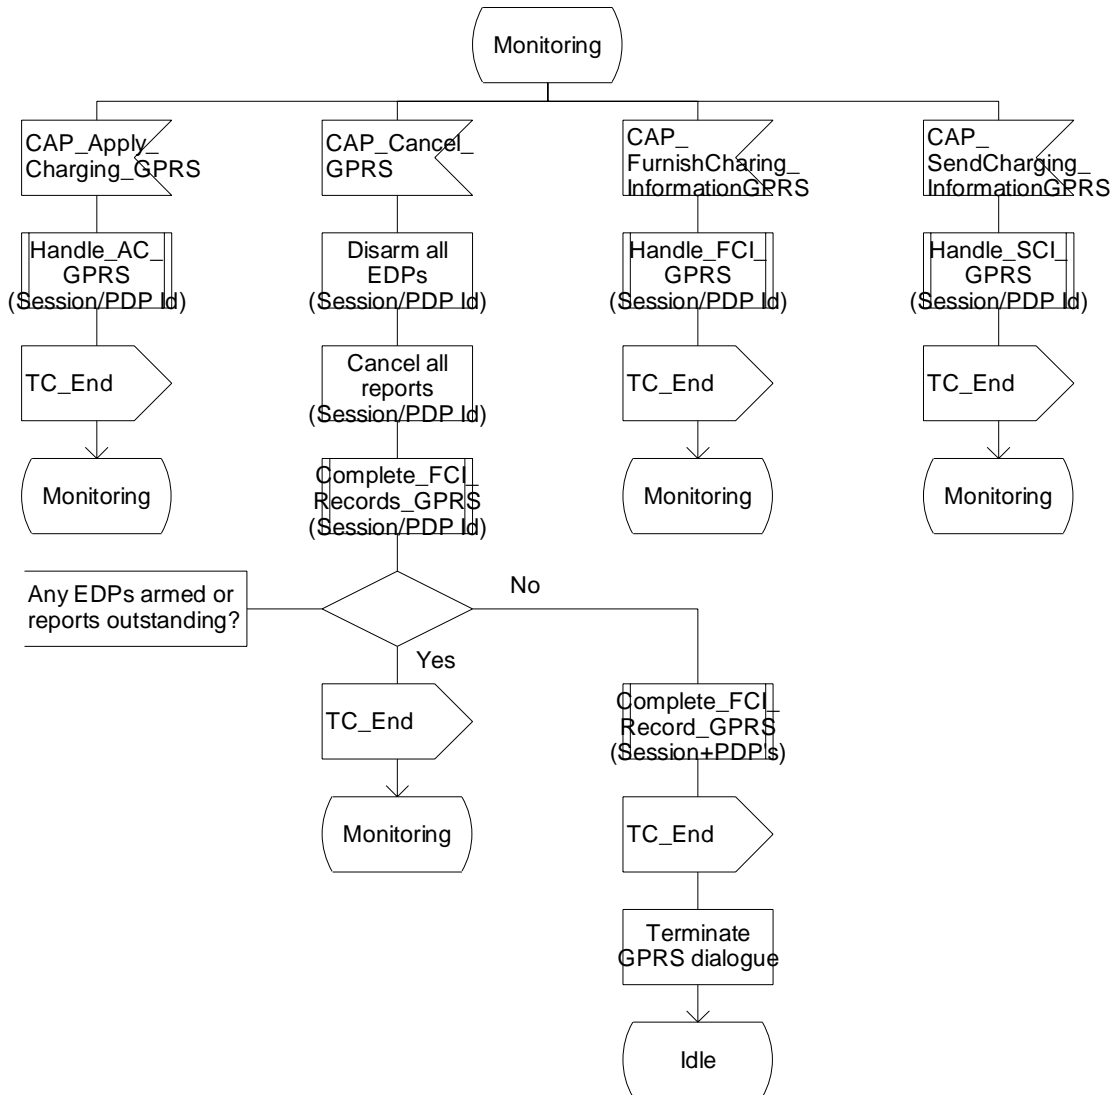 Monitoring
CAP_Apply_
Charging_GPRS
CAP_Cancel_
GPRS
CAP_
FurnishCharing_
InformationGPRS
CAP_
SendCharging_
InformationGPRS
Handle_AC_
GPRS
(Session/PDP Id)
Disarm all
EDPs
(Session/PDP Id)
Handle_FCI_
GPRS
(Session/PDP Id)
Handle_SCI_
GPRS
(Session/PDP Id)
TC_End
Cancel all
reports
(Session/PDP Id)
TC_End
TC_End
Monitoring
Complete_FCI_
Records_GPRS
(Session/PDP Id)
Monitoring
Monitoring
Any EDPs armed or
reports outstanding?
No
Yes
TC_End
Complete_FCI_
Record_GPRS
(Session+PDP's)
Monitoring
TC_End
Terminate
GPRS dialogue
Idle